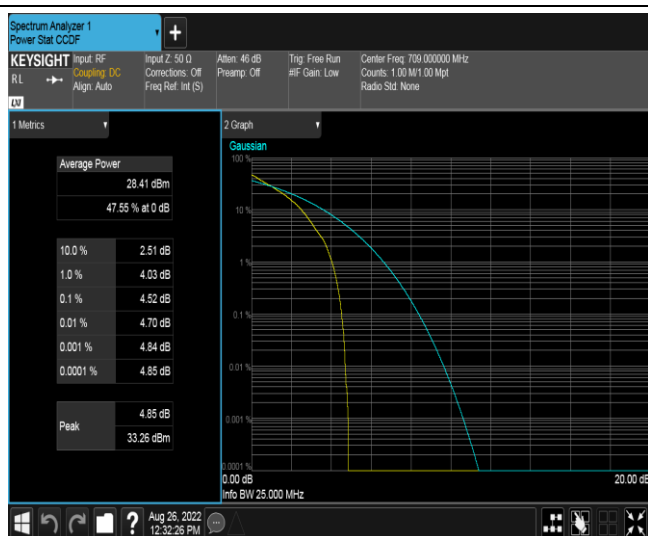 Spectrum Analyzer 1
Power Stat CCDF
+
KEYSIGHT Input: RF Input Z: 50 Ω Atten: 46 dB Trig: Free Run Center Freq: 709.000000 MHz
RL Coupling: DC Corrections: Off Preamp: Off #IF Gain: Low Counts: 1.00 M/1.00 Mpt
Align: Auto Freq Ref: Int (S) Radio Std: None
LXI
1 Metrics
Average Power
28.41 dBm
47.55 % at 0 dB
10.0 % 2.51 dB
1.0 % 4.03 dB
0.1 % 4.52 dB
0.01 % 4.70 dB
0.001 % 4.84 dB
0.0001 % 4.85 dB
Peak 4.85 dB
33.26 dBm
2 Graph
Gaussian
100 %
10 %
1 %
0.1 %
0.01 %
0.001 %
0.0001 %
0.00 dB 20.00 dB
Info BW 25.000 MHz
? Aug 26, 2022
12:32:26 PM